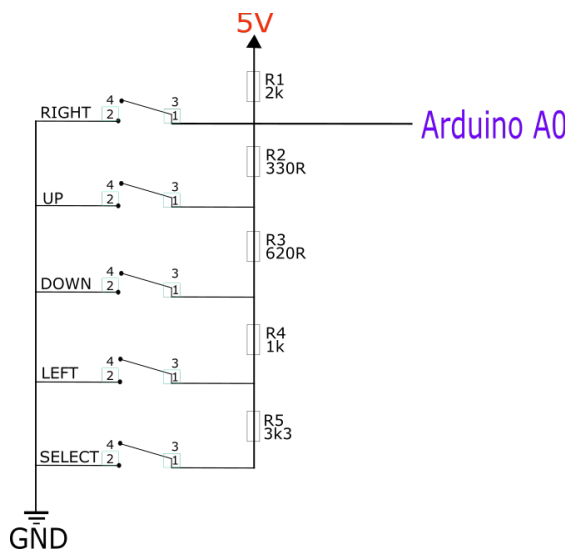 5V
R1
2k
4
3
RIGHT
2
1
Arduino A0
R2
330R
4
3
UP
2
1
R3
620R
4
3
DOWN
2
1
R4
1k
4
3
LEFT
2
1
R5
3k3
4
3
SELECT
2
1
GND